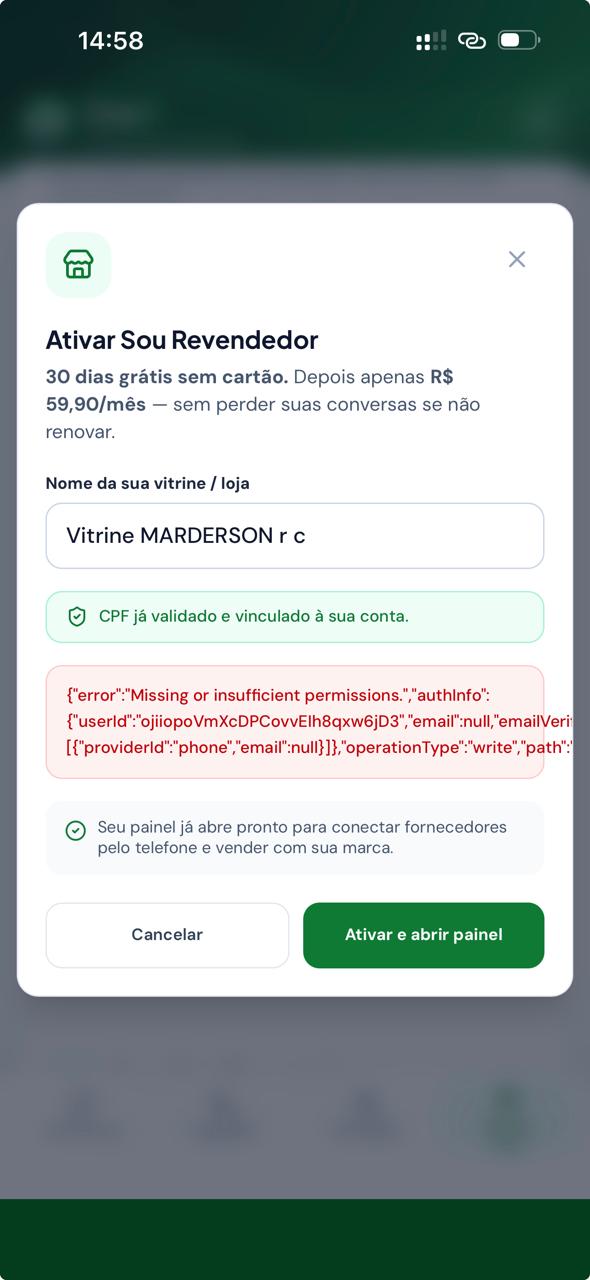 14:58
Ativar Sou Revendedor
30 dias grátis sem cartão. Depois apenas R$
59,90/mês — sem perder suas conversas se não
renovar.
Nome da sua vitrine / loja
Vitrine MARDERSON r c
CPF já validado e vinculado à sua conta.
{"error":"Missing or insufficient permissions.","authInfo":
{"userId":"ojiiopoVmXcDPCovvEIh8qxw6jD3","email":null,"emailVerif
[{"providerId":"phone","email":null}]},"operationType":"write","path":"
Seu painel já abre pronto para conectar fornecedores
pelo telefone e vender com sua marca.
Cancelar
Ativar e abrir painel